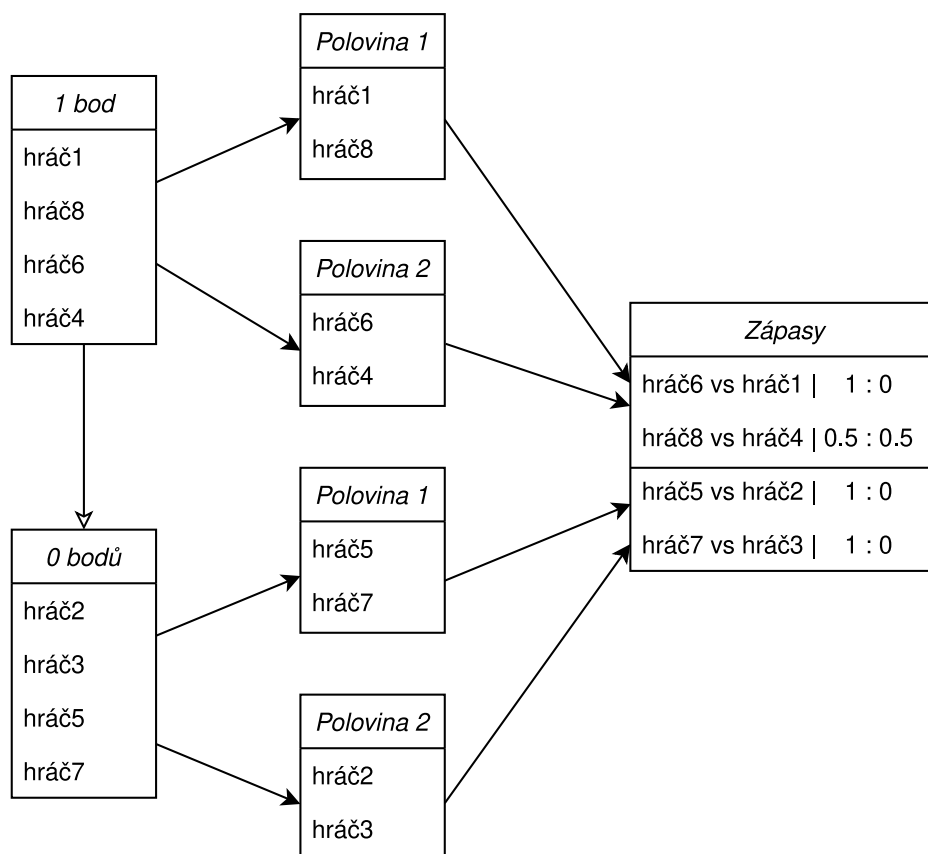 1 bod
hráč1
hráč8
hráč6
hráč4
0 bodů
hráč2
hráč3
hráč5
hráč7
Polovina 1
hráč1
hráč8
Polovina 2
hráč6
hráč4
Polovina 1
hráč5
hráč7
Polovina 2
hráč2
hráč3
Zápasy
hráč6 vs hráč1 | 1 : 0
hráč8 vs hráč4 | 0.5 : 0.5
hráč5 vs hráč2 | 1 : 0
hráč7 vs hráč3 | 1 : 0